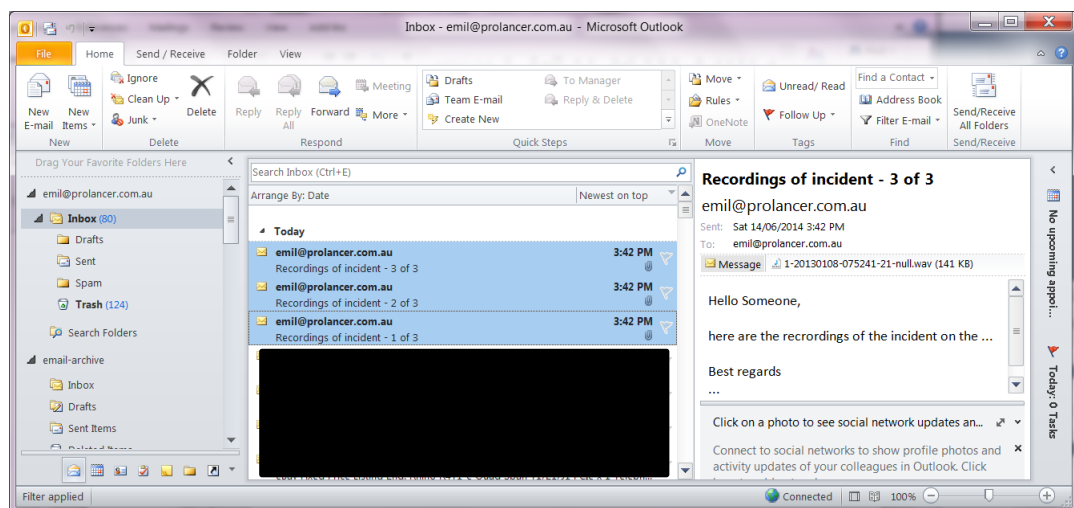 Inbox - emil@prolancer.com.au - Microsoft Outlook
File Home Send / Receive Folder View
New E-mail
New Items
Ignore
Clean Up
Junk
Delete
Reply
Reply All
Forward
Meeting
More
Drafts
Team E-mail
Create New
To Manager
Reply & Delete
Move
Rules
OneNote
Unread/ Read
Follow Up
Find a Contact
Address Book
Filter E-mail
Send/Receive All Folders
New Delete Respond Quick Steps Move Tags Find Send/Receive
Drag Your Favorite Folders Here
emil@prolancer.com.au
Inbox (80)
Drafts
Sent
Spam
Trash (124)
Search Folders
email-archive
Inbox
Drafts
Sent Items
Deleted Items
Search Inbox (Ctrl+E)
Arrange By: Date Newest on top
Today
emil@prolancer.com.au 3:42 PM
Recordings of incident - 3 of 3
emil@prolancer.com.au 3:42 PM
Recordings of incident - 2 of 3
emil@prolancer.com.au 3:42 PM
Recordings of incident - 1 of 3
Recordings of incident - 3 of 3
emil@prolancer.com.au
Sent: Sat 14/06/2014 3:42 PM
To: emil@prolancer.com.au
Message 1-20130108-075241-21-null.wav (141 KB)
Hello Someone,
here are the recrordings of the incident on the ...
Best regards
...
Click on a photo to see social network updates an...
Connect to social networks to show profile photos and
activity updates of your colleagues in Outlook. Click
No upcoming appoi...
Today: 0 Tasks
Filter applied
Connected 100%